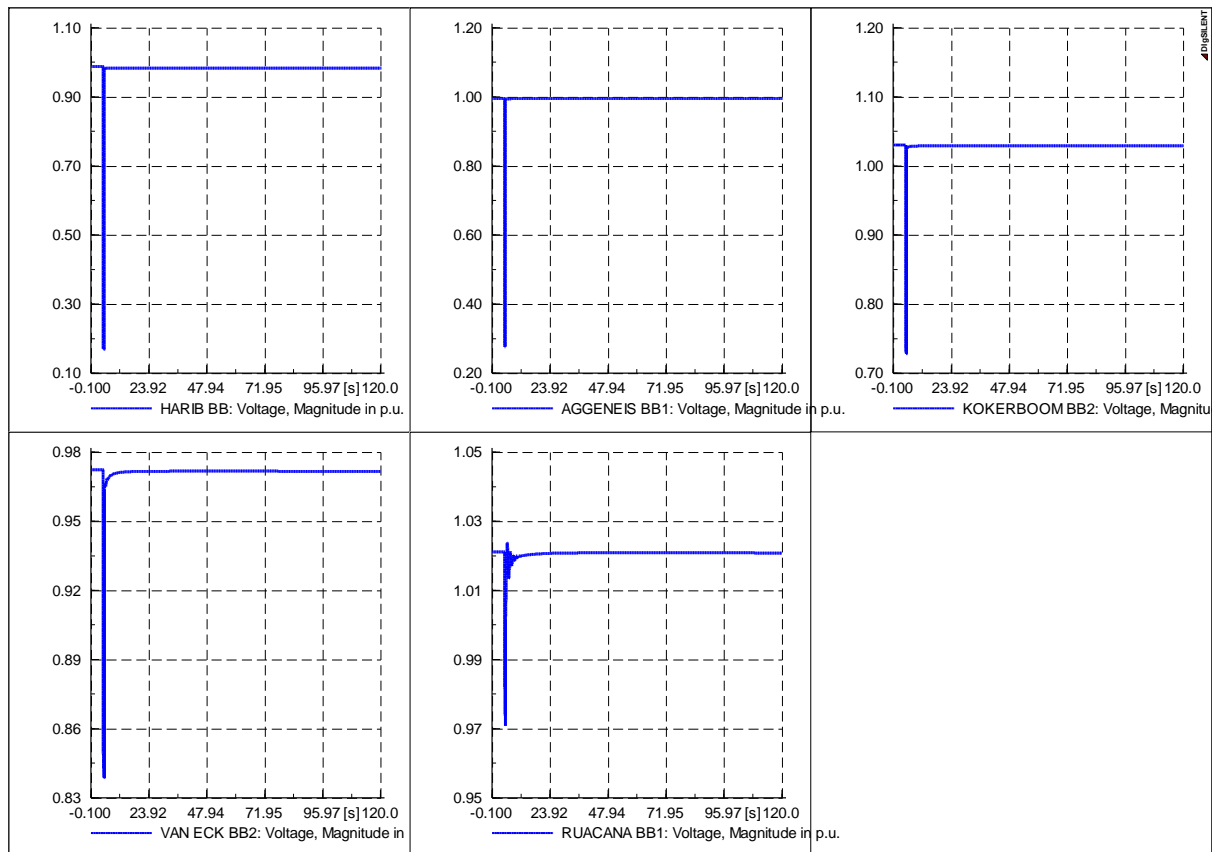 1.10
0.90
0.70
0.50
0.30
0.10
-0.100 23.92 47.94 71.95 95.97 [s] 120.0
HARIB BB: Voltage, Magnitude in p.u.
1.20
1.00
0.80
0.60
0.40
0.20
-0.100 23.92 47.94 71.95 95.97 [s] 120.0
AGGENEIS BB1: Voltage, Magnitude in p.u.
1.20
1.10
1.00
0.90
0.80
0.70
-0.100 23.92 47.94 71.95 95.97 [s] 120.0
KOKERBOOM BB2: Voltage, Magnitu
DIgSILENT
0.98
0.95
0.92
0.89
0.86
0.83
-0.100 23.92 47.94 71.95 95.97 [s] 120.0
VAN ECK BB2: Voltage, Magnitude in
1.05
1.03
1.01
0.99
0.97
0.95
-0.100 23.92 47.94 71.95 95.97 [s] 120.0
RUACANA BB1: Voltage, Magnitude in p.u.